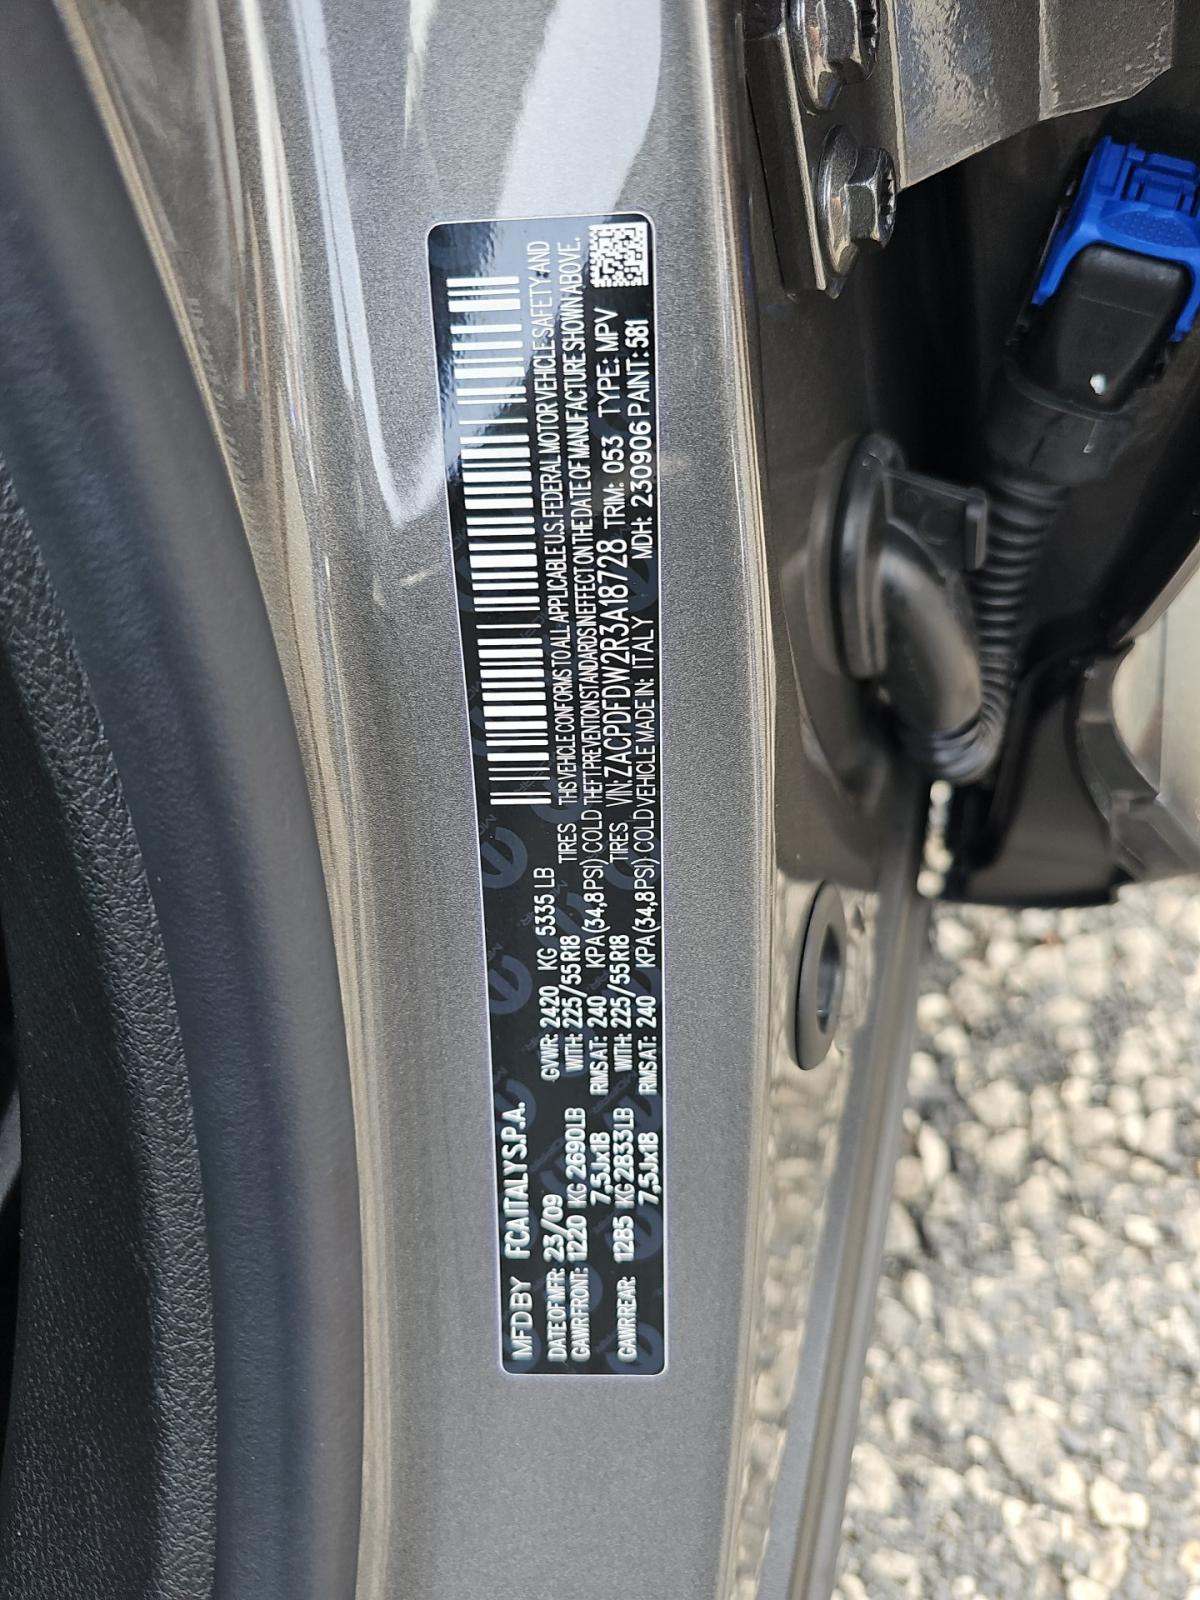 MFD BY FCA ITALY S.P.A.
DATE OF MFR: 23/09 GVWR: 2420 KG 5335 LB
GAWR FRONT: 1220 KG 2690LB WITH: 225/55R18 TIRES
7,5Jx18 RIMS AT: 240 KPA(34,8PSI) COLD
GAWR REAR: 1285 KG 2833LB WITH: 225/55R18 TIRES
7,5Jx18 RIMS AT: 240 KPA(34,8PSI) COLD
THIS VEHICLE CONFORMS TO ALL APPLICABLE U.S. FEDERAL MOTOR VEHICLE SAFETY AND
THEFT PREVENTION STANDARDS IN EFFECT ON THE DATE OF MANUFACTURE SHOWN ABOVE.
VIN: ZACPDFDW2R3A18728 TRIM: 053 TYPE: MPV
VEHICLE MADE IN: ITALY MDH: 230906 PAINT: 581